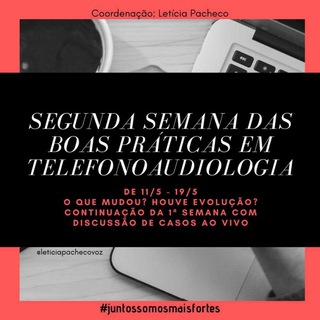 Coordenação: Letícia Pacheco
SEGUNDA SEMANA DAS
BOAS PRÁTICAS EM
TELEFONOAUDIOLOGIA
DE 11/5 - 19/5
O QUE MUDOU? HOUVE EVOLUÇÃO?
CONTINUAÇÃO DA 1ª SEMANA COM
DISCUSSÃO DE CASOS AO VIVO
@leticiapachecovoz
#juntossomosmaisfortes